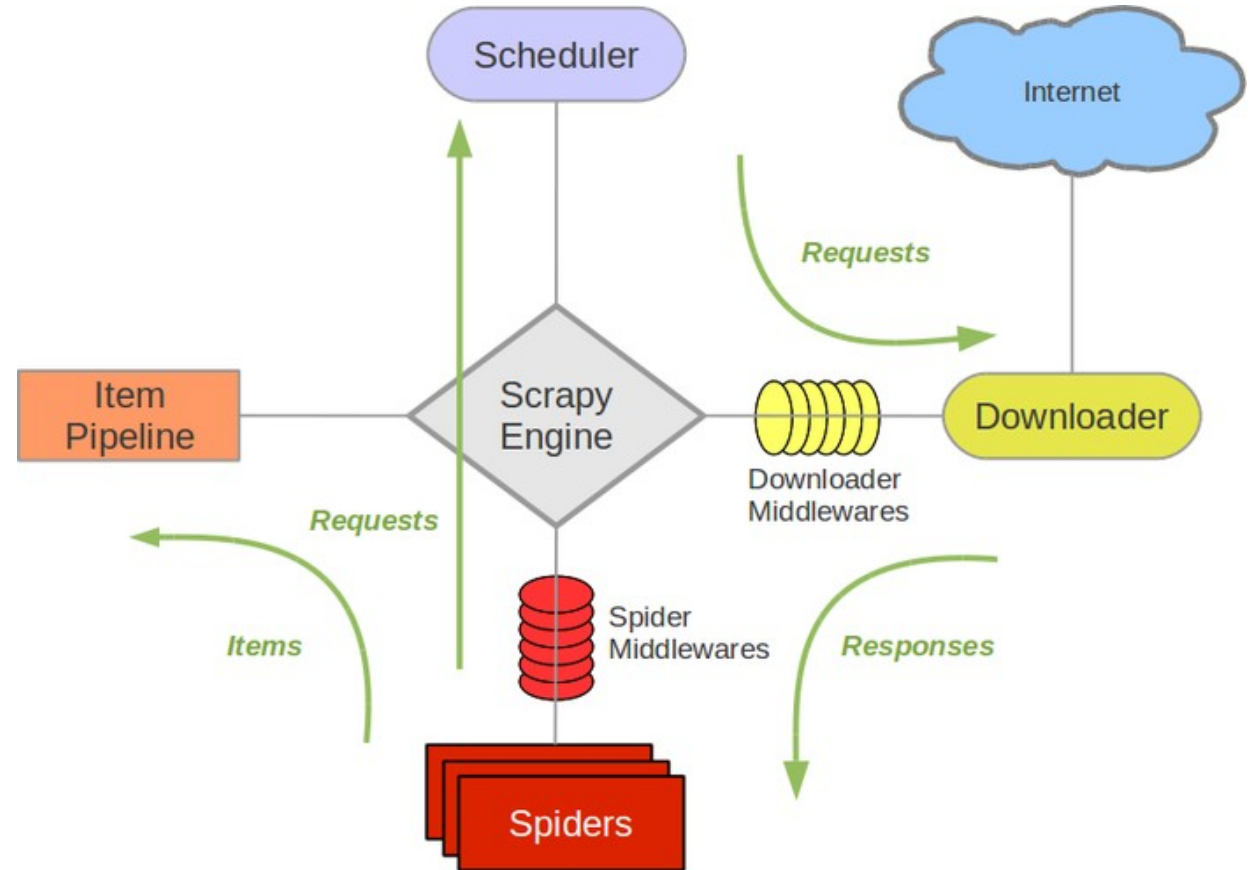 Scheduler
Internet
Requests
Item
Pipeline
Scrapy
Engine
Downloader
Downloader
Middlewares
Requests
Items
Spider
Middlewares
Responses
Spiders